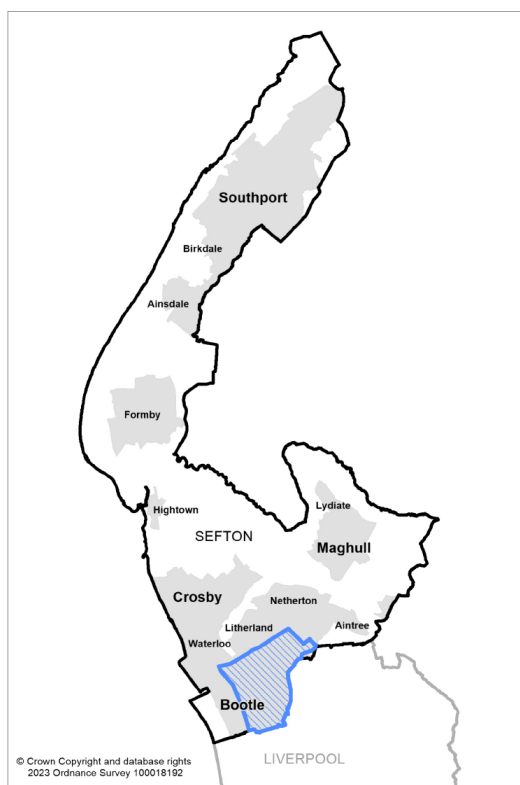 Southport
Birkdale
Ainsdale
Formby
Hightown
Lydiate
SEFTON
Maghull
Crosby
Netherton
Litherland
Aintree
Waterloo
Bootle
© Crown Copyright and database rights
2023 Ordnance Survey 100018192
LIVERPOOL